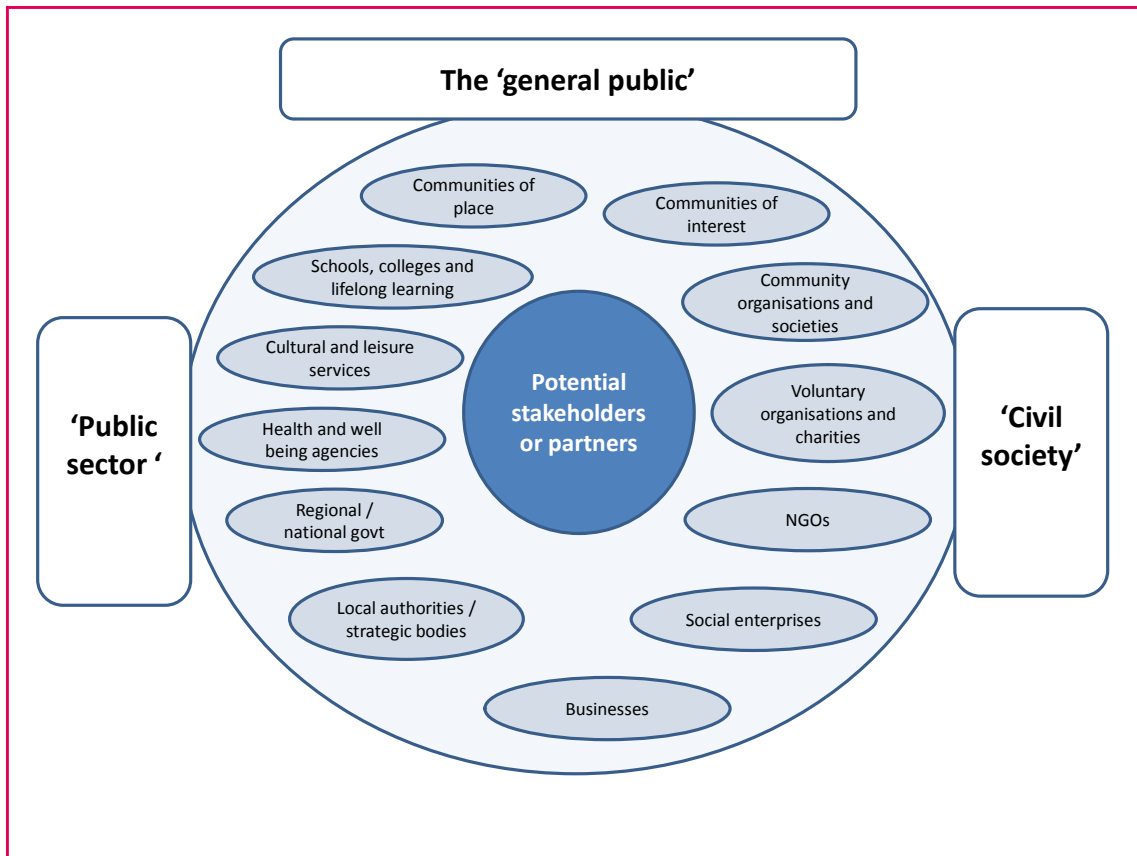 The ‘general public’
Communities of
place
Communities of
interest
Schools, colleges and
lifelong learning
Community
organisations and
societies
Cultural and leisure
services
Potential
stakeholders
or partners
Voluntary
organisations and
charities
‘Public
sector ‘
Health and well
being agencies
‘Civil
society’
Regional /
national govt
NGOs
Local authorities /
strategic bodies
Social enterprises
Businesses